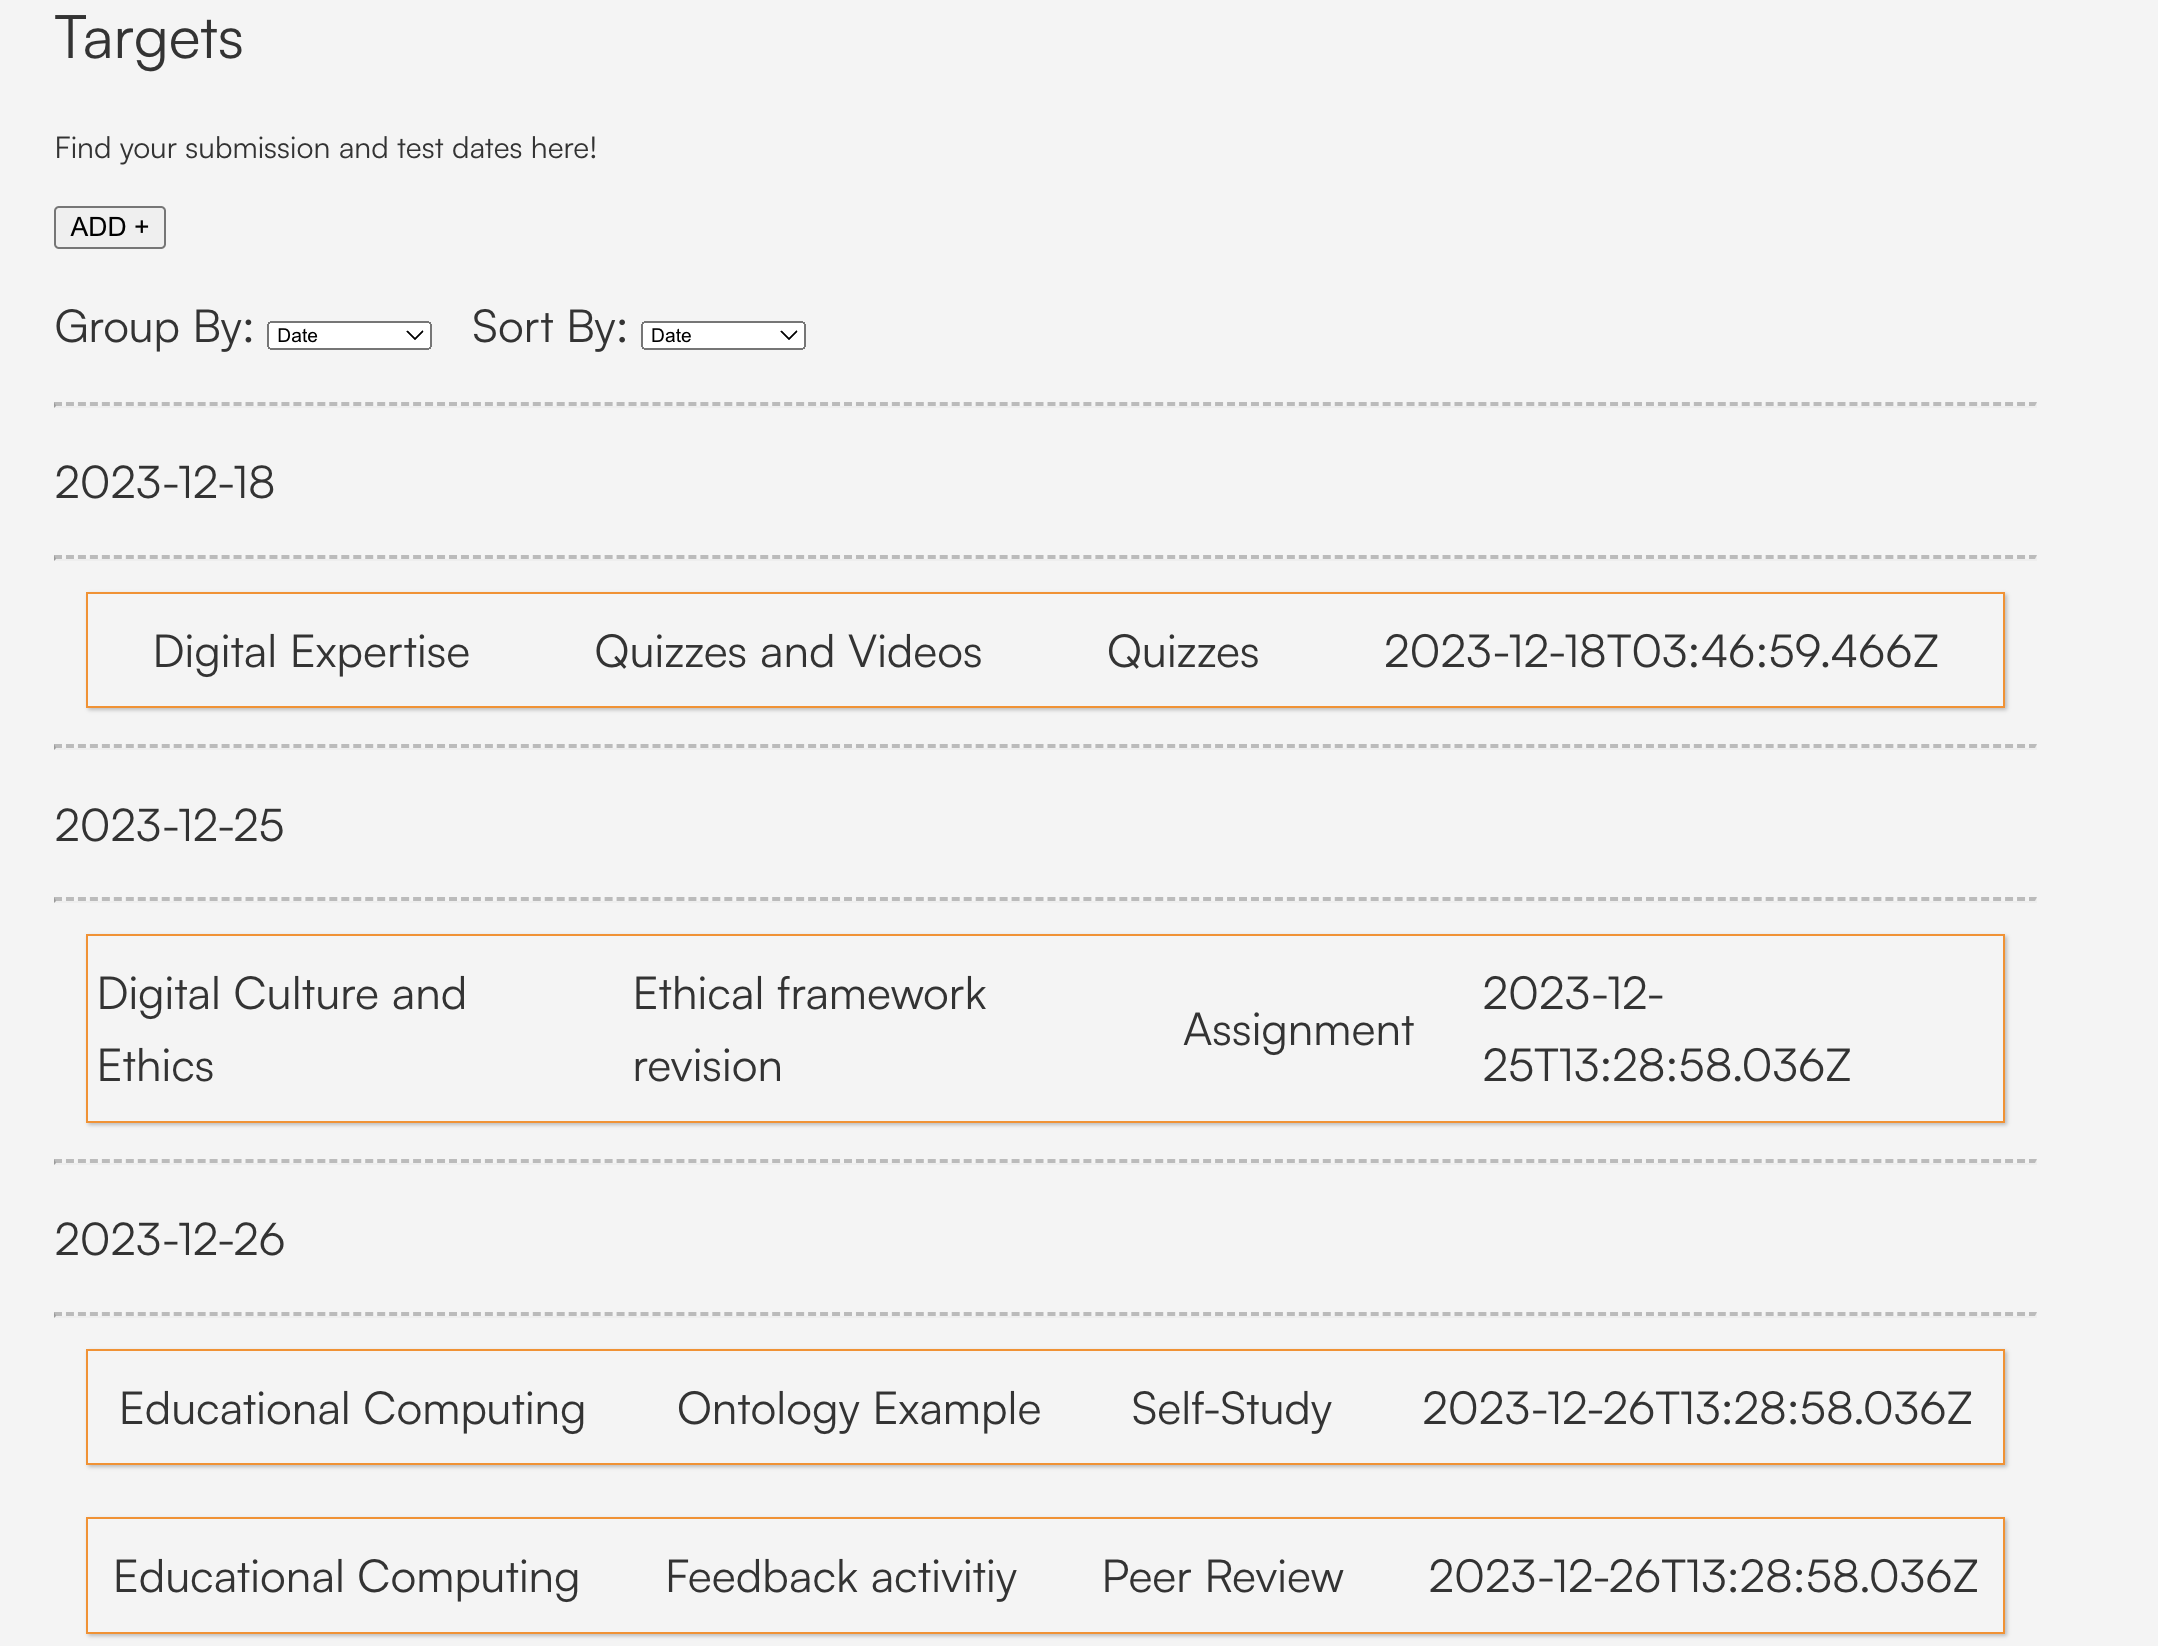 Targets
Find your submission and test dates here!
ADD +
Group By: Date Sort By: Date
2023-12-18
Digital Expertise Quizzes and Videos Quizzes 2023-12-18T03:46:59.466Z
2023-12-25
Digital Culture and Ethical framework 2023-12-
Assignment
Ethics revision 25T13:28:58.036Z
2023-12-26
Educational Computing Ontology Example Self-Study 2023-12-26T13:28:58.036Z
Educational Computing Feedback activitiy Peer Review 2023-12-26T13:28:58.036Z